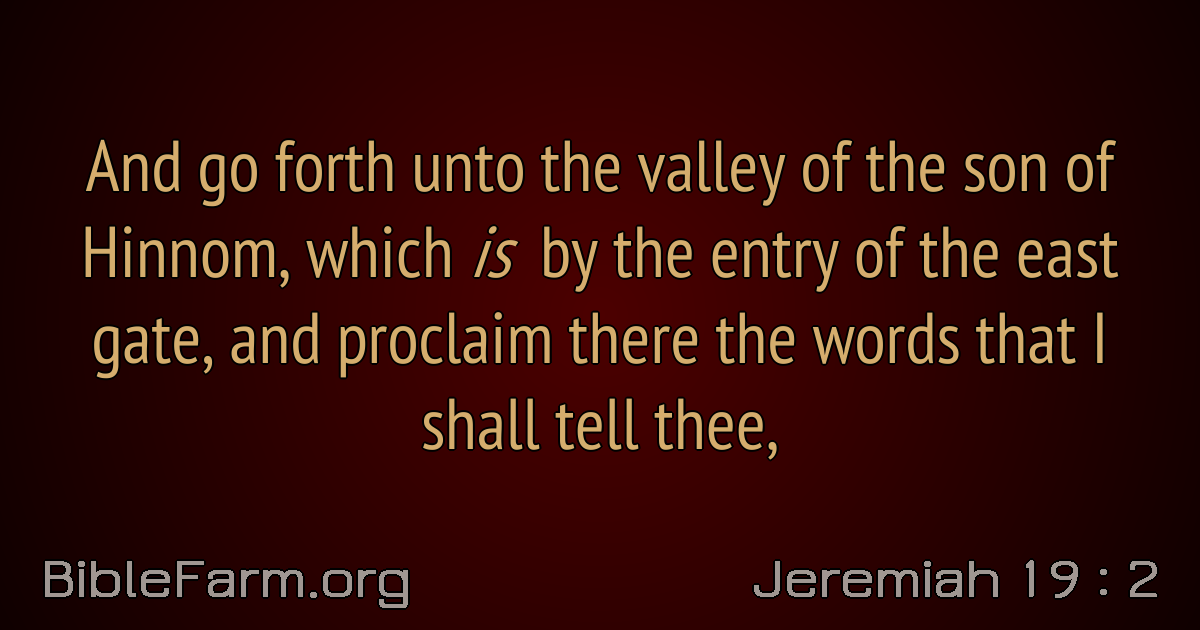 And go forth unto the valley of the son of
Hinnom, which is by the entry of the east
gate, and proclaim there the words that I
shall tell thee,
BibleFarm.org
Jeremiah 19 : 2